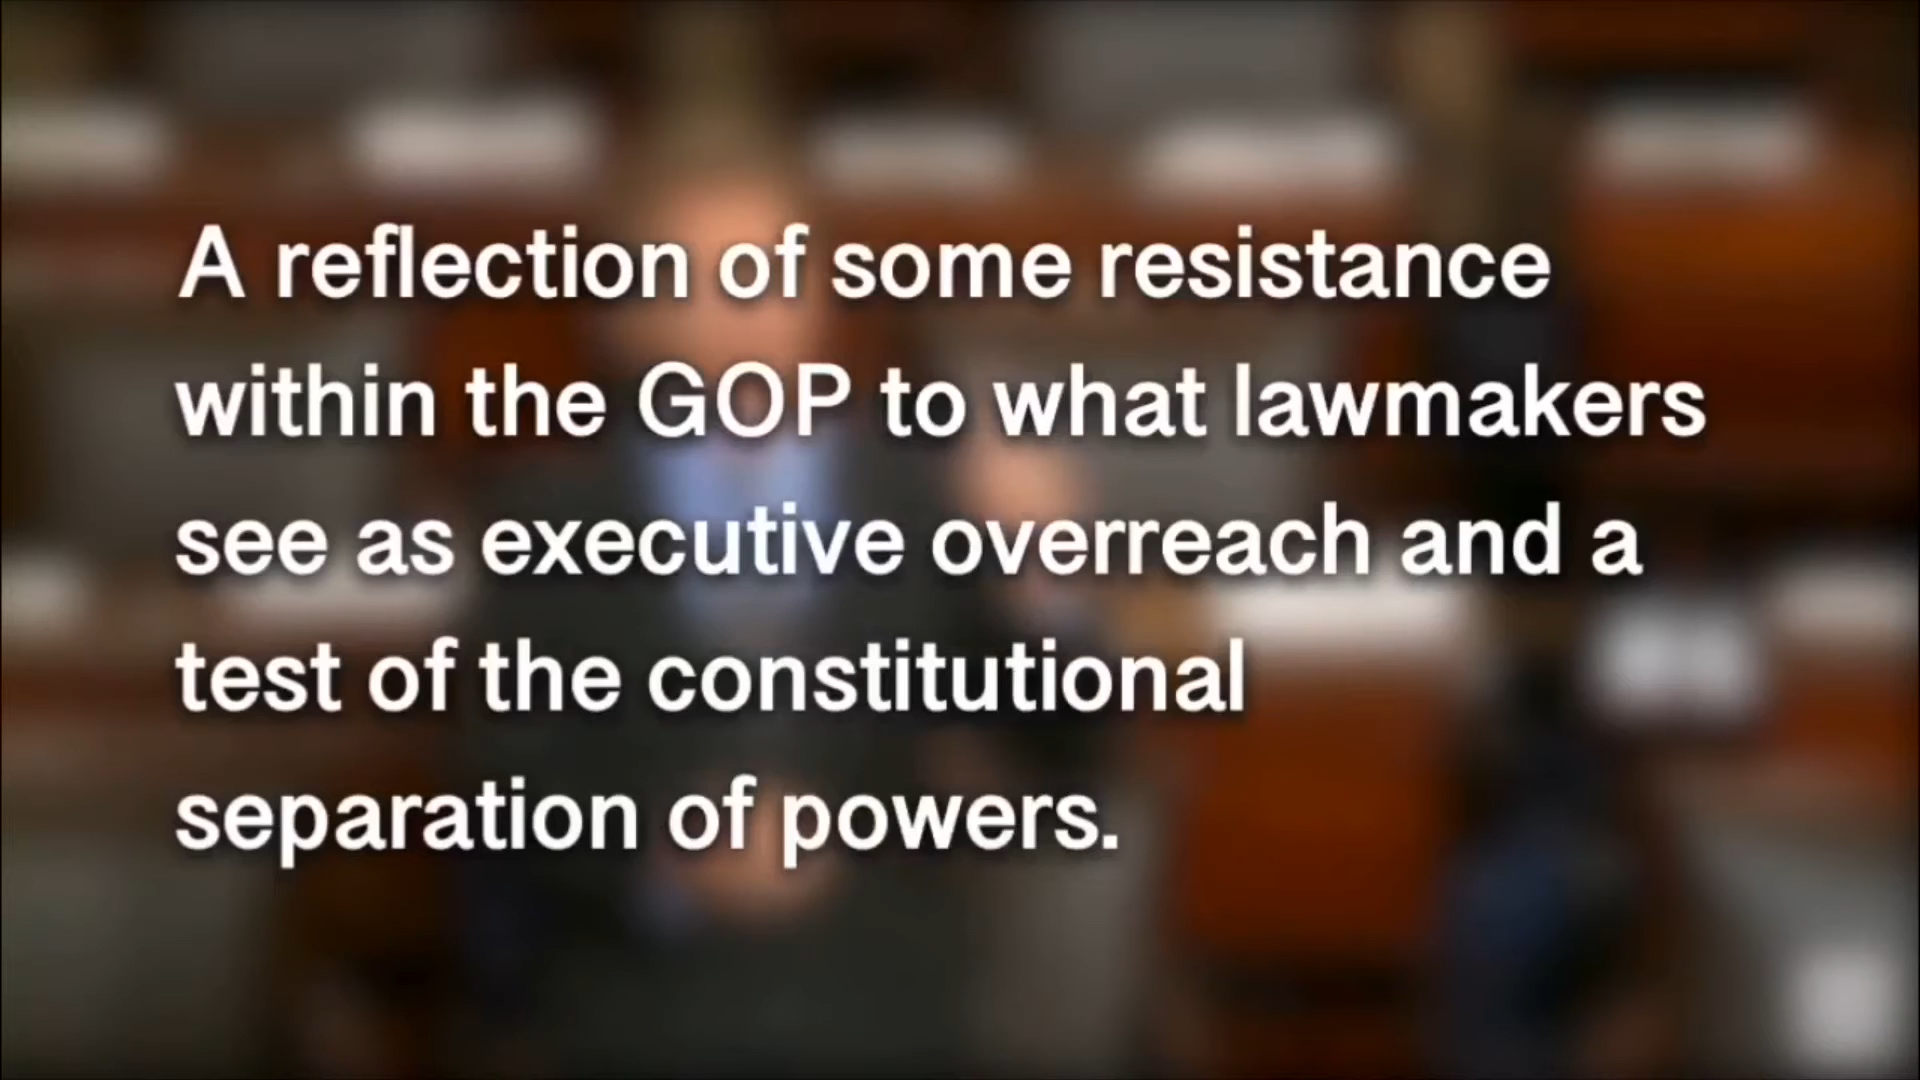 A reflection of some resistance
within the GOP to what lawmakers
see as executive overreach and a
test of the constitutional
separation of powers.